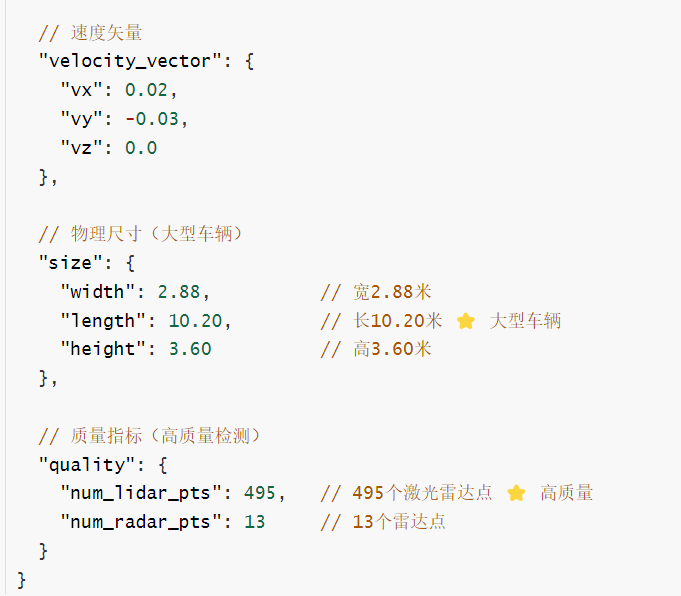 // 速度矢量
"velocity_vector": {
"vx": 0.02,
"vy": -0.03,
"vz": 0.0
},
// 物理尺寸（大型车辆）
"size": {
"width": 2.88, // 宽2.88米
"length": 10.20, // 长10.20米 ⭐ 大型车辆
"height": 3.60 // 高3.60米
},
// 质量指标（高质量检测）
"quality": {
"num_lidar_pts": 495, // 495个激光雷达点 ⭐ 高质量
"num_radar_pts": 13 // 13个雷达点
}
}